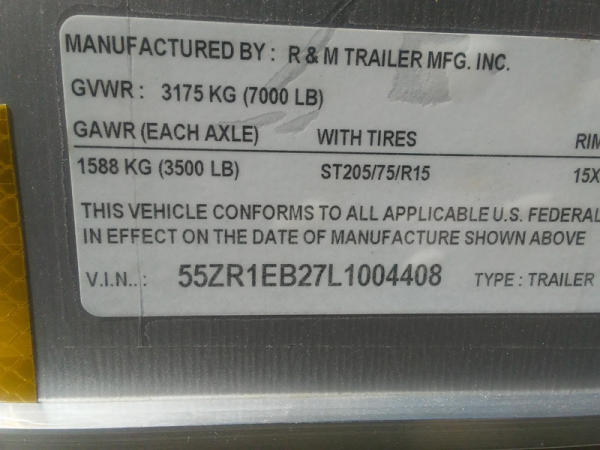 MANUFACTURED BY : R & M TRAILER MFG. INC.
GVWR : 3175 KG (7000 LB)
GAWR (EACH AXLE) WITH TIRES RIM
1588 KG (3500 LB) ST205/75/R15 15X
THIS VEHICLE CONFORMS TO ALL APPLICABLE U.S. FEDERAL
IN EFFECT ON THE DATE OF MANUFACTURE SHOWN ABOVE
V.I.N.. : 55ZR1EB27L1004408 TYPE : TRAILER